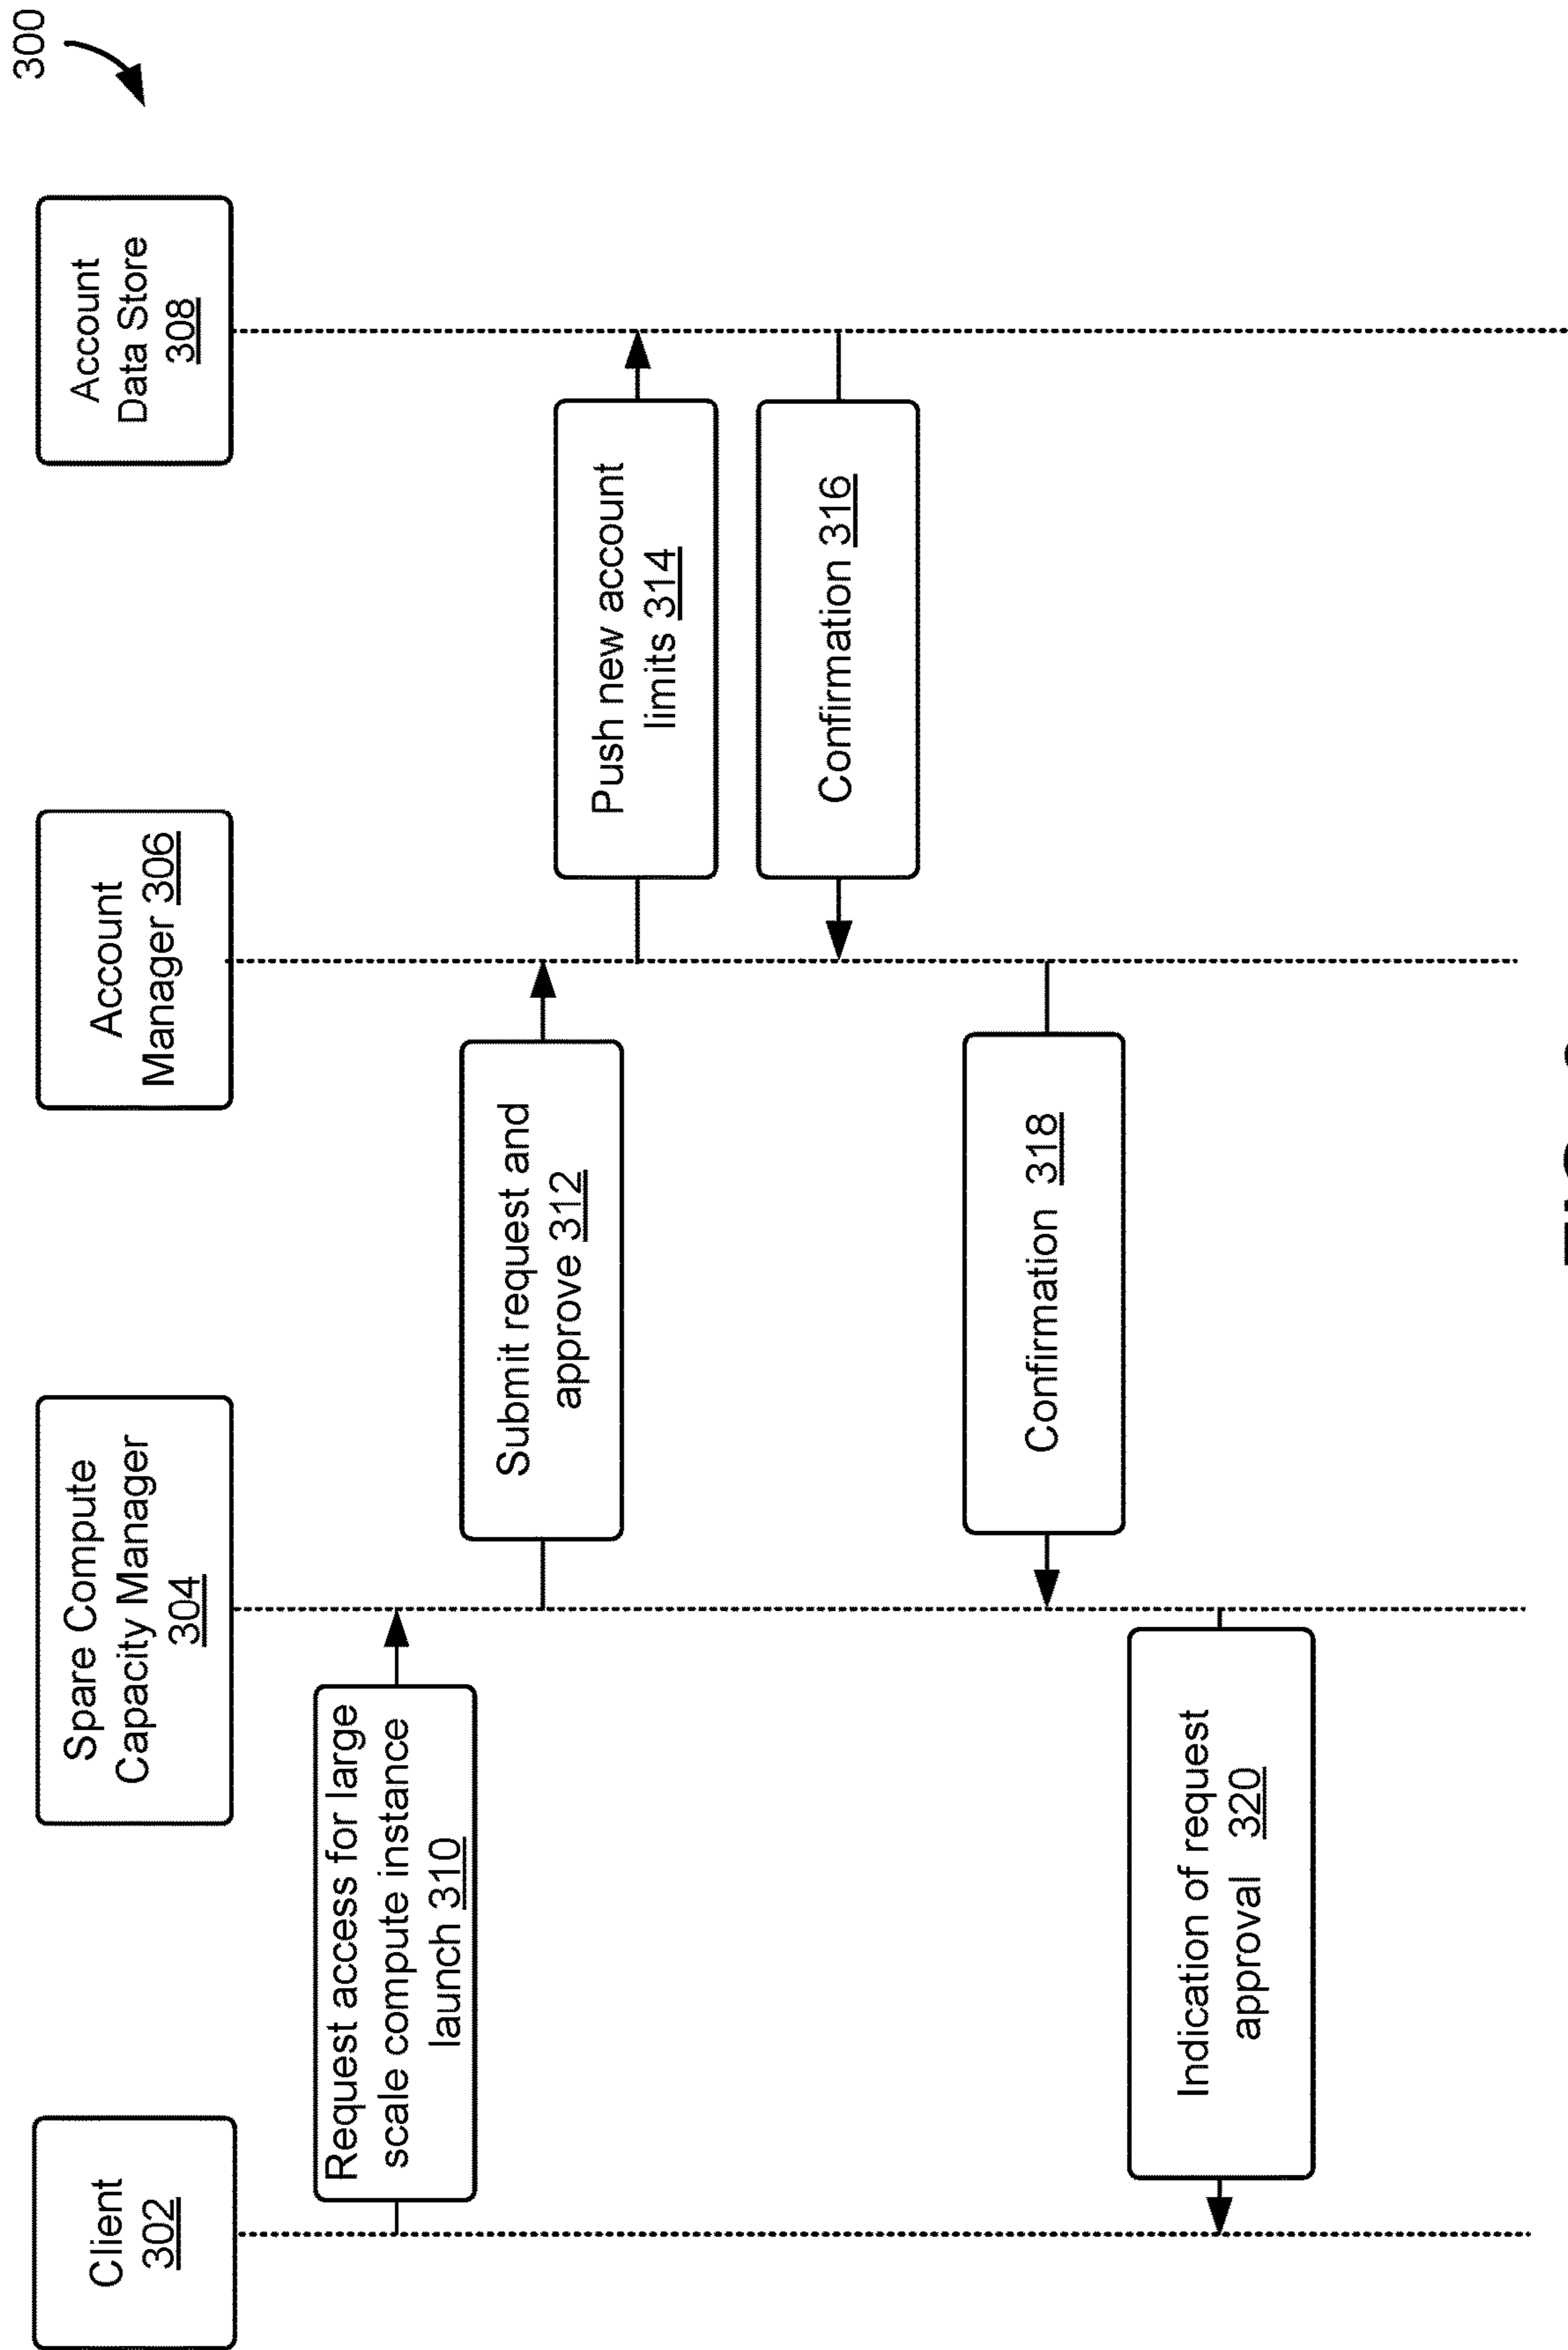 300
Client
302
Spare Compute
Capacity Manager
304
Account
Manager 306
Account
Data Store
308
Request access for large
scale compute instance
launch 310
Submit request and
approve 312
Push new account
limits 314
Confirmation 316
Confirmation 318
Indication of request
approval 320